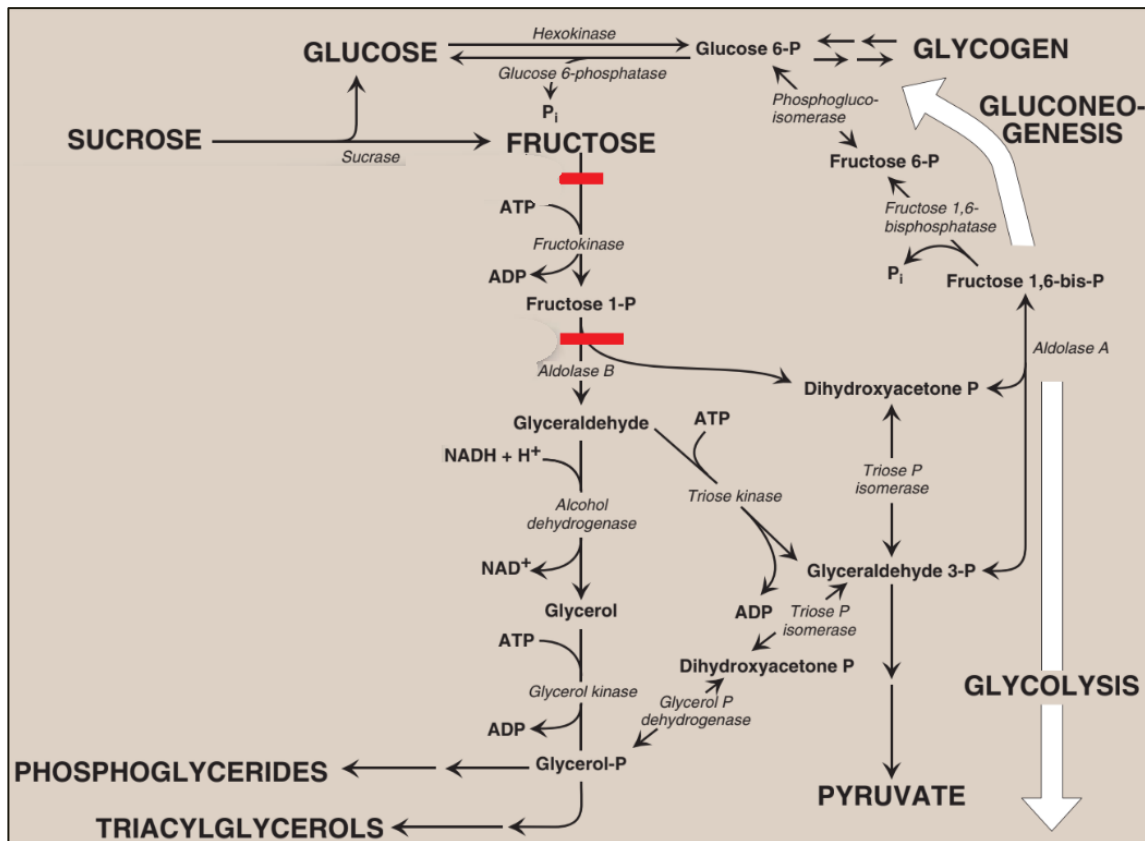 Hexokinase
GLUCOSE
Glucose 6-P
GLYCOGEN
Glucose 6-phosphatase
Pi
Phosphogluco-
isomerase
GLUCONEO-
GENESIS
SUCROSE
Sucrase
FRUCTOSE
Fructose 6-P
ATP
Fructokinase
ADP
Fructose 1,6-
bisphosphatase
Pi
Fructose 1,6-bis-P
Fructose 1-P
Aldolase B
Aldolase A
Dihydroxyacetone P
Glyceraldehyde
ATP
NADH + H+
Triose kinase
Triose P
isomerase
Alcohol
dehydrogenase
NAD+
Glyceraldehyde 3-P
Glycerol
ADP
Triose P
isomerase
ATP
Dihydroxyacetone P
Glycerol kinase
Glycerol P
dehydrogenase
GLYCOLYSIS
ADP
PHOSPHOGLYCERIDES
Glycerol-P
PYRUVATE
TRIACYLGLYCEROLS